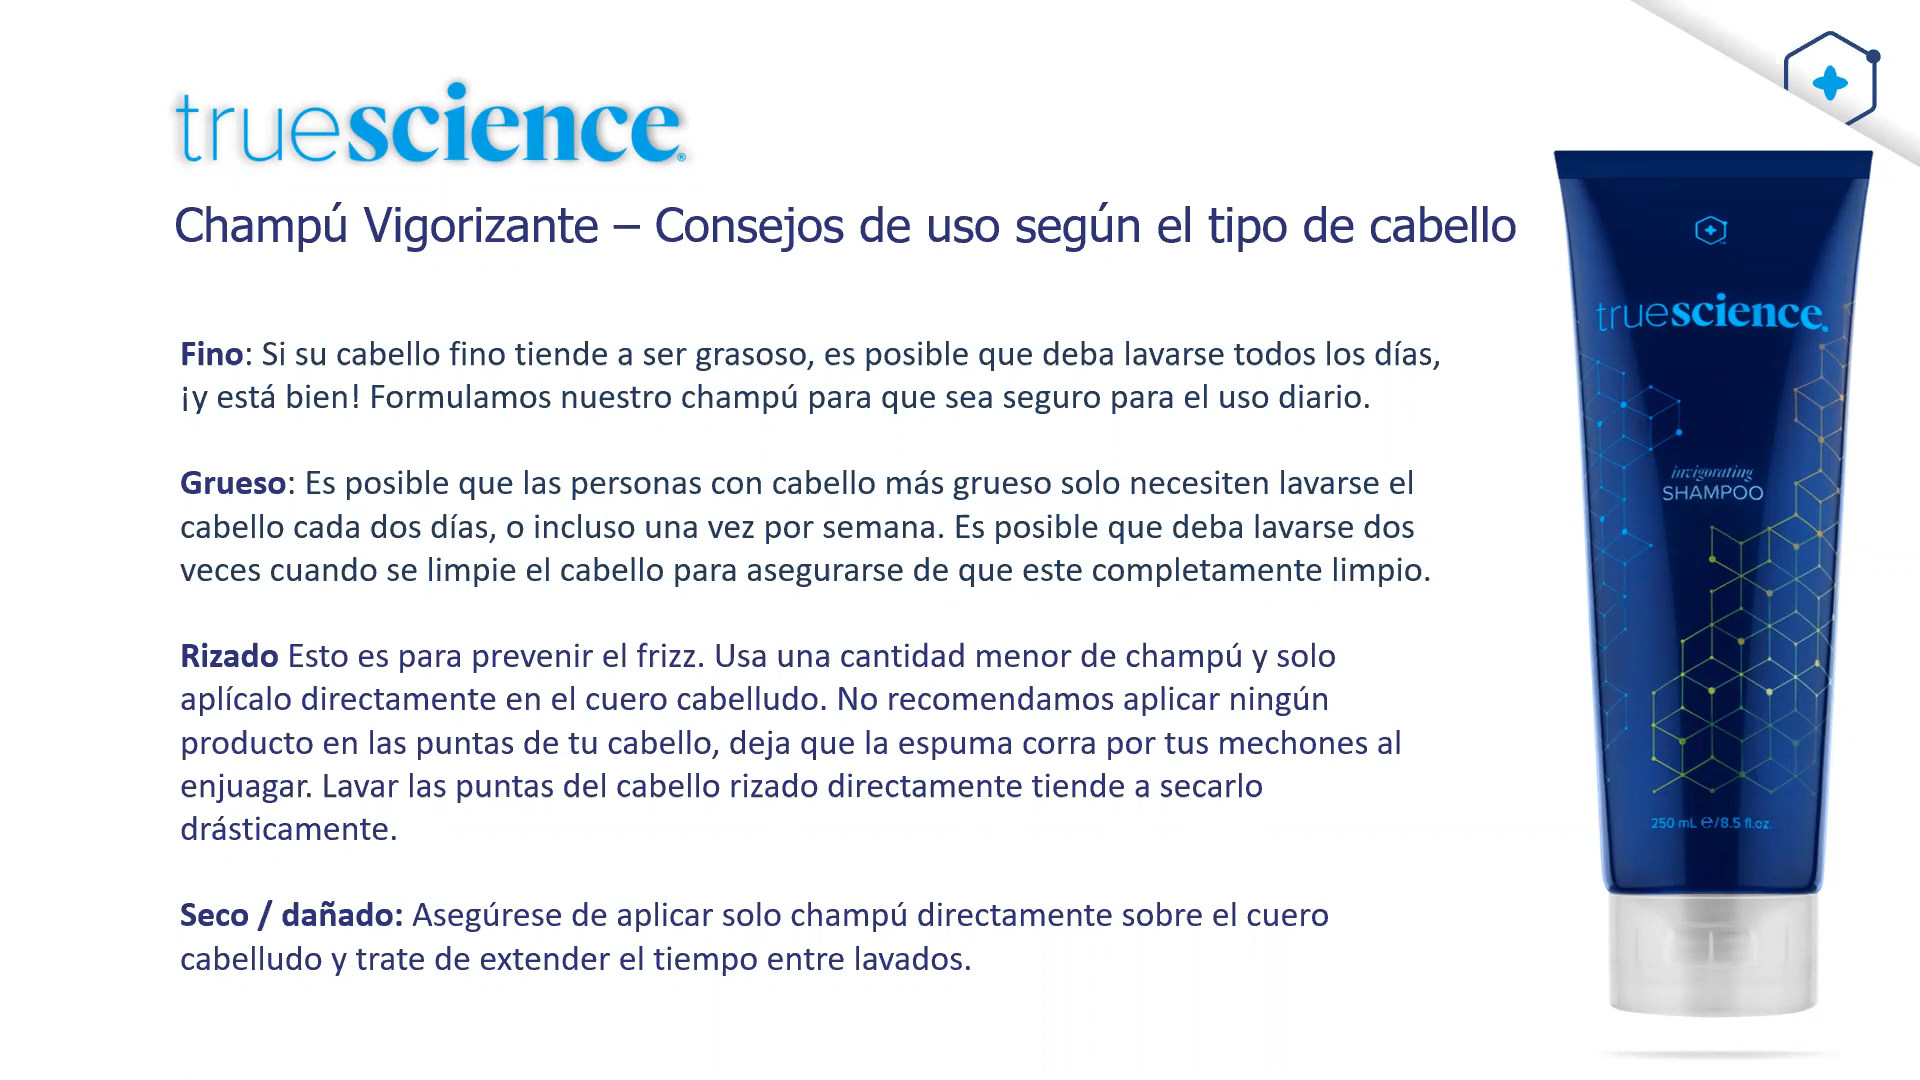 truescience®
Champú Vigorizante – Consejos de uso según el tipo de cabello
Fino: Si su cabello fino tiende a ser grasoso, es posible que deba lavarse todos los días,
¡y está bien! Formulamos nuestro champú para que sea seguro para el uso diario.
Grueso: Es posible que las personas con cabello más grueso solo necesiten lavarse el
cabello cada dos días, o incluso una vez por semana. Es posible que deba lavarse dos
veces cuando se limpie el cabello para asegurarse de que este completamente limpio.
Rizado Esto es para prevenir el frizz. Usa una cantidad menor de champú y solo
aplícalo directamente en el cuero cabelludo. No recomendamos aplicar ningún
producto en las puntas de tu cabello, deja que la espuma corra por tus mechones al
enjuagar. Lavar las puntas del cabello rizado directamente tiende a secarlo
drásticamente.
Seco / dañado: Asegúrese de aplicar solo champú directamente sobre el cuero
cabelludo y trate de extender el tiempo entre lavados.
truescience®
invigorating
SHAMPOO
250 mL ℮/8.5 fl.oz.